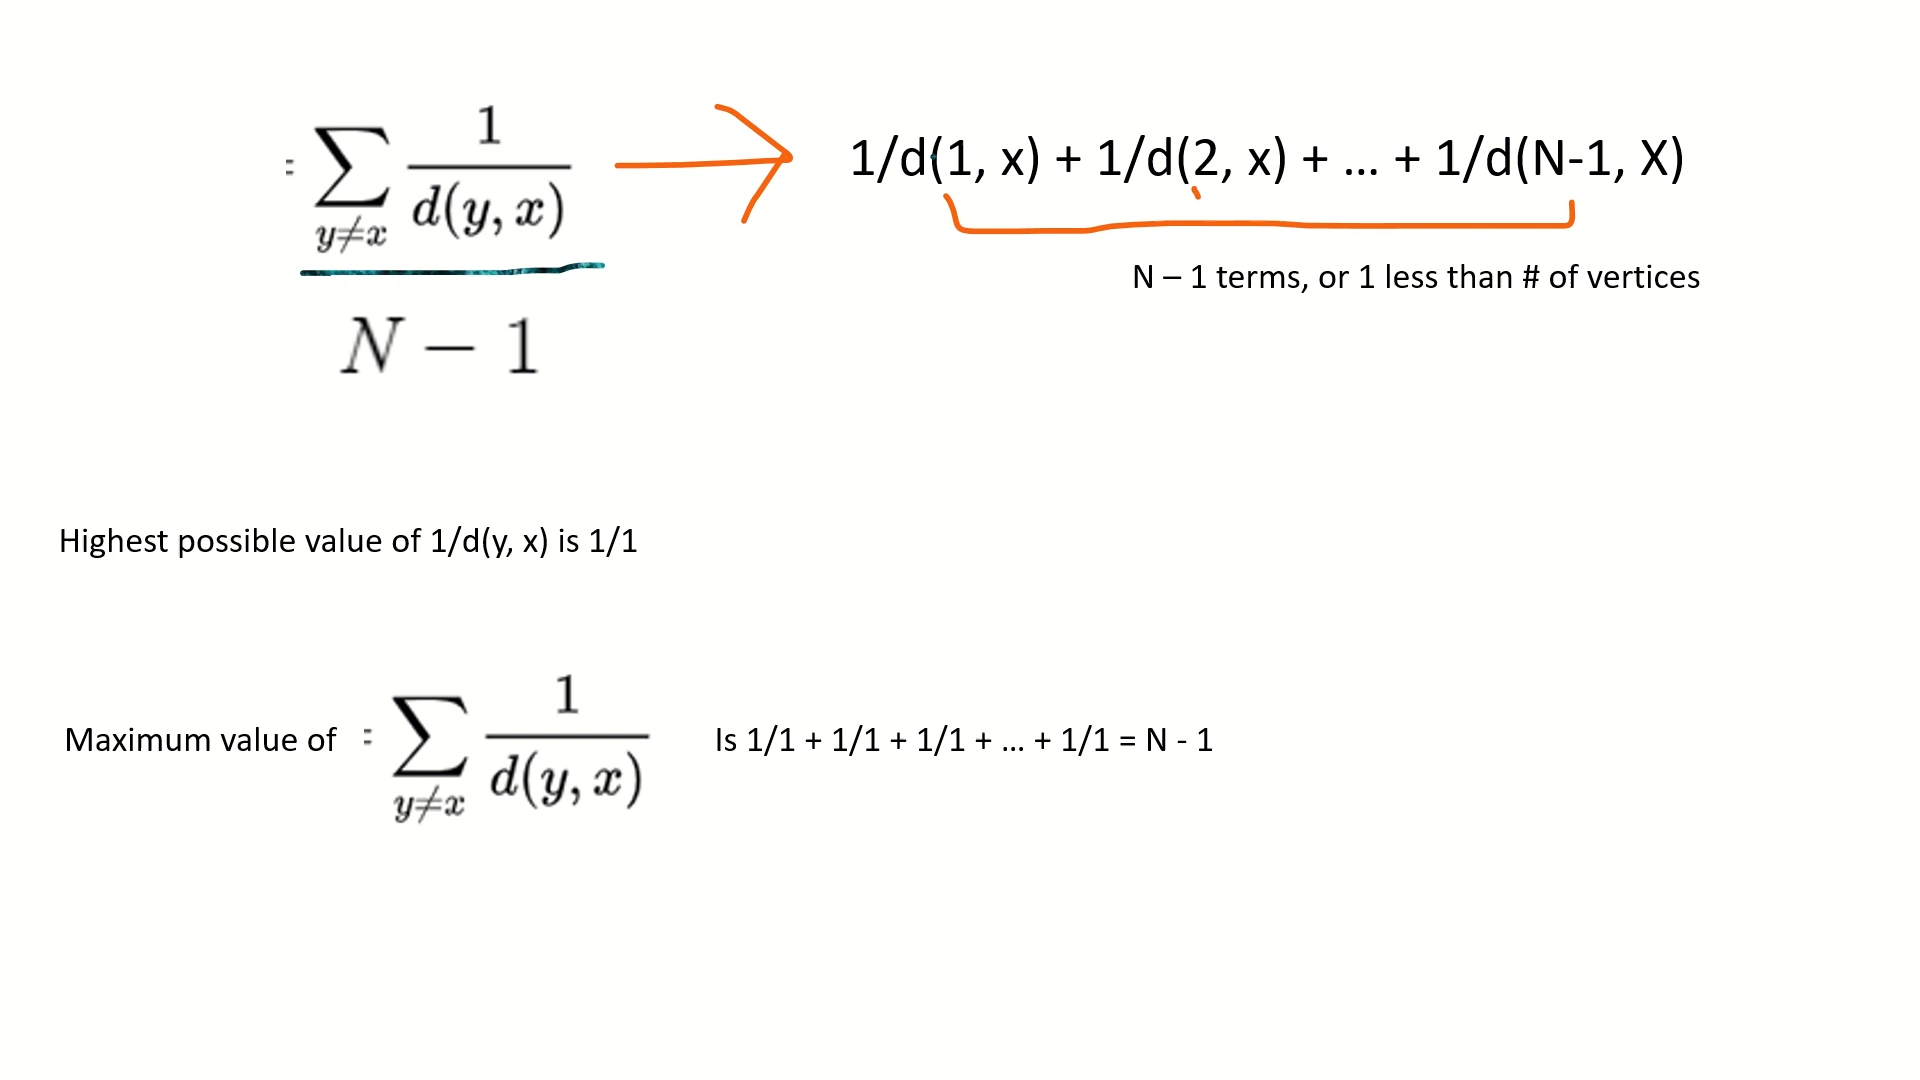 = ∑ y≠x 1 / d(y, x)
N − 1
1/d(1, x) + 1/d(2, x) + ... + 1/d(N-1, X)
N – 1 terms, or 1 less than # of vertices
Highest possible value of 1/d(y, x) is 1/1
Maximum value of = ∑ y≠x 1 / d(y, x) Is 1/1 + 1/1 + 1/1 + ... + 1/1 = N - 1